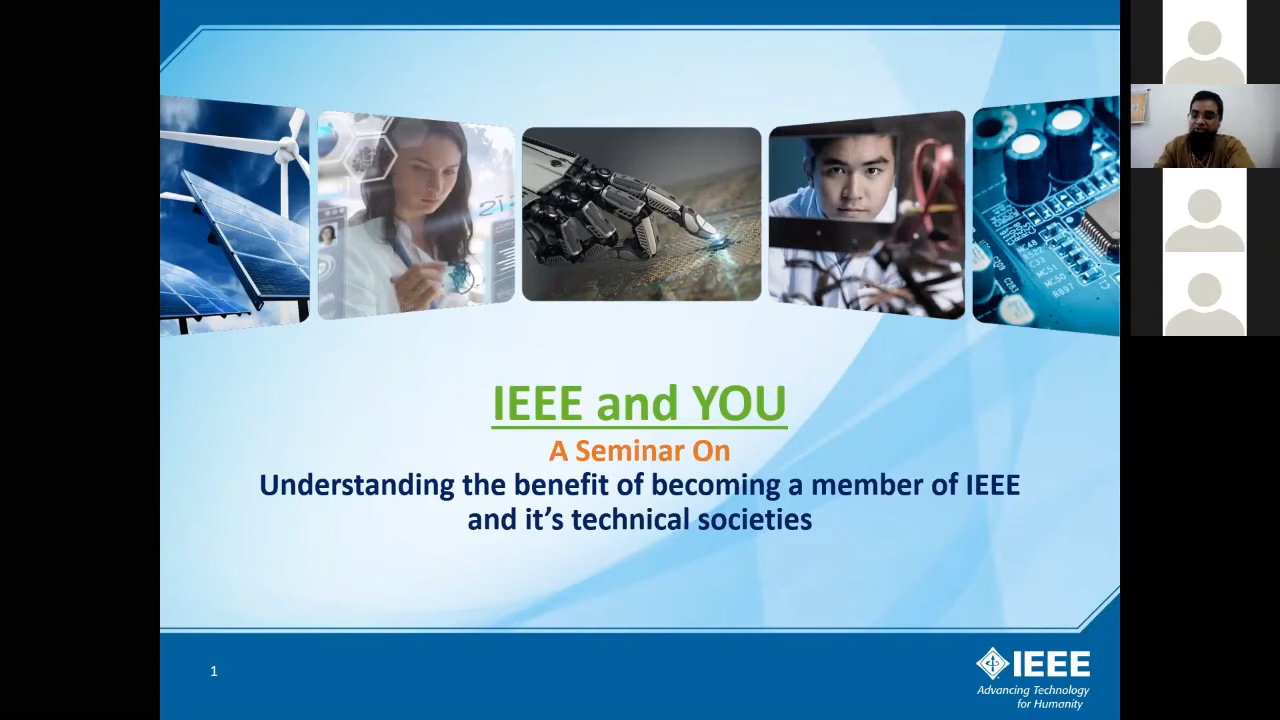 IEEE and YOU
A Seminar On
Understanding the benefit of becoming a member of IEEE
and it's technical societies
1
IEEE
Advancing Technology
for Humanity